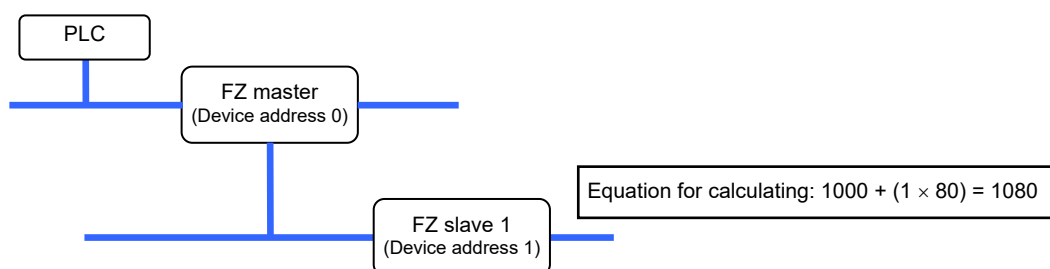 PLC
FZ master
(Device address 0)
Equation for calculating: 1000 + (1 × 80) = 1080
FZ slave 1
(Device address 1)